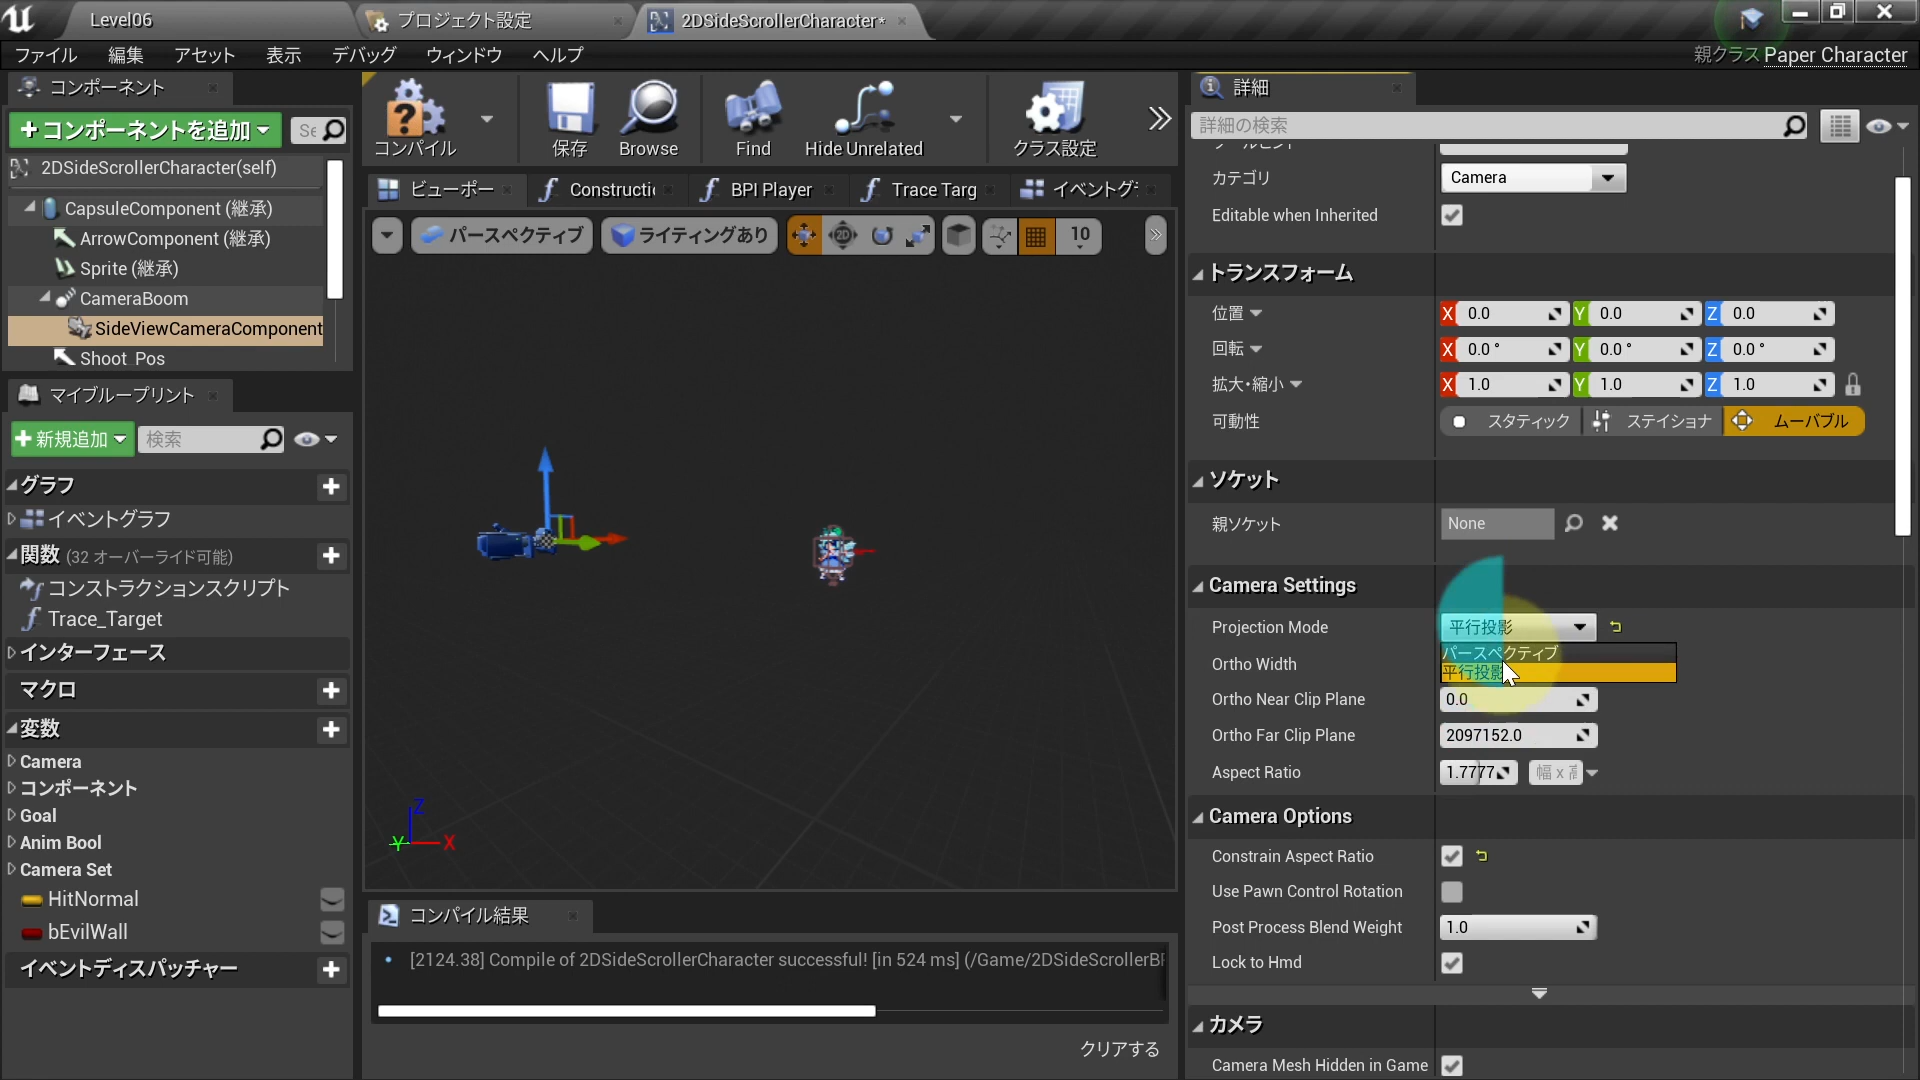 Level06
プロジェクト設定
2DSideScrollerCharacter*
ファイル 編集 アセット 表示 デバッグ ウィンドウ ヘルプ
親クラス Paper Character
コンポーネント
+コンポーネントを追加
Se
2DSideScrollerCharacter(self)
CapsuleComponent (継承)
ArrowComponent (継承)
Sprite (継承)
CameraBoom
SideViewCameraComponent
Shoot_Pos
マイブループリント
+新規追加
検索
グラフ
イベントグラフ
関数 (32 オーバーライド可能)
コンストラクションスクリプト
Trace_Target
インターフェース
マクロ
変数
Camera
コンポーネント
Goal
Anim Bool
Camera Set
HitNormal
bEvilWall
イベントディスパッチャー
コンパイル
保存
Browse
Find
Hide Unrelated
クラス設定
ビューポー
Constructi
BPI Player
Trace Targ
イベントグ
パースペクティブ
ライティングあり
2D
10
Z
Y
X
コンパイル結果
[2124.38] Compile of 2DSideScrollerCharacter successful! [in 524 ms] (/Game/2DSideScrollerB
クリアする
詳細
詳細の検索
カテゴリ
Camera
Editable when Inherited
トランスフォーム
位置 X 0.0 Y 0.0 Z 0.0
回転 X 0.0 ° Y 0.0 ° Z 0.0 °
拡大・縮小 X 1.0 Y 1.0 Z 1.0
可動性 スタティック ステイショナ ムーバブル
ソケット
親ソケット None
Camera Settings
Projection Mode 平行投影
パースペクティブ
平行投影
Ortho Width
Ortho Near Clip Plane 0.0
Ortho Far Clip Plane 2097152.0
Aspect Ratio 1.7777 幅 x 高
Camera Options
Constrain Aspect Ratio
Use Pawn Control Rotation
Post Process Blend Weight 1.0
Lock to Hmd
カメラ
Camera Mesh Hidden in Game